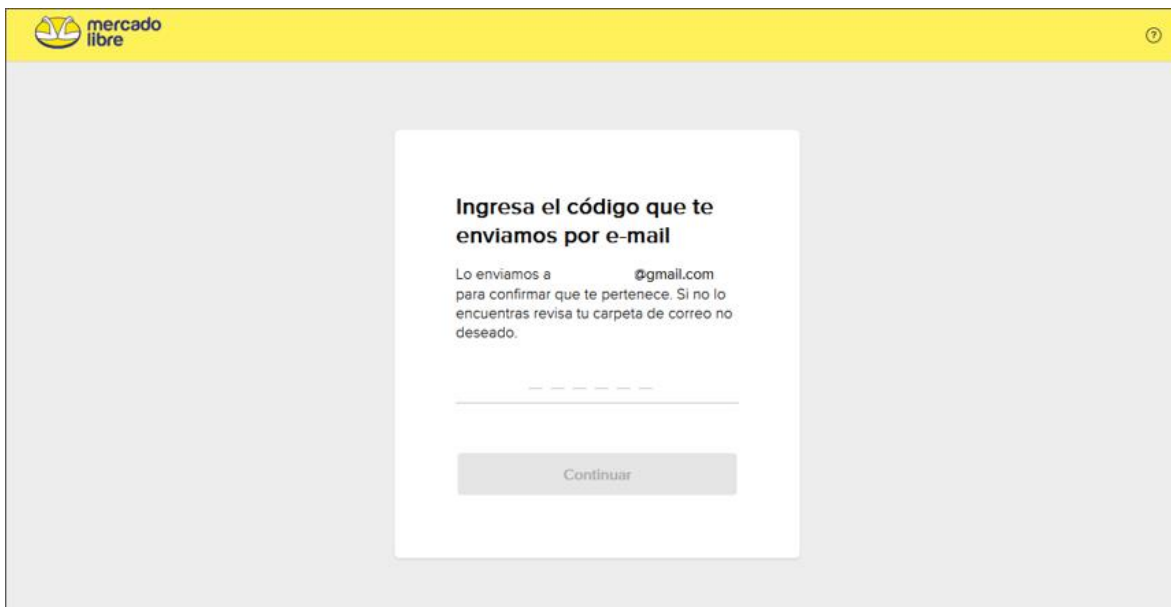 mercado
libre
?
Ingresa el código que te
enviamos por e-mail
Lo enviamos a @gmail.com
para confirmar que te pertenece. Si no lo
encuentras revisa tu carpeta de correo no
deseado.
Continuar